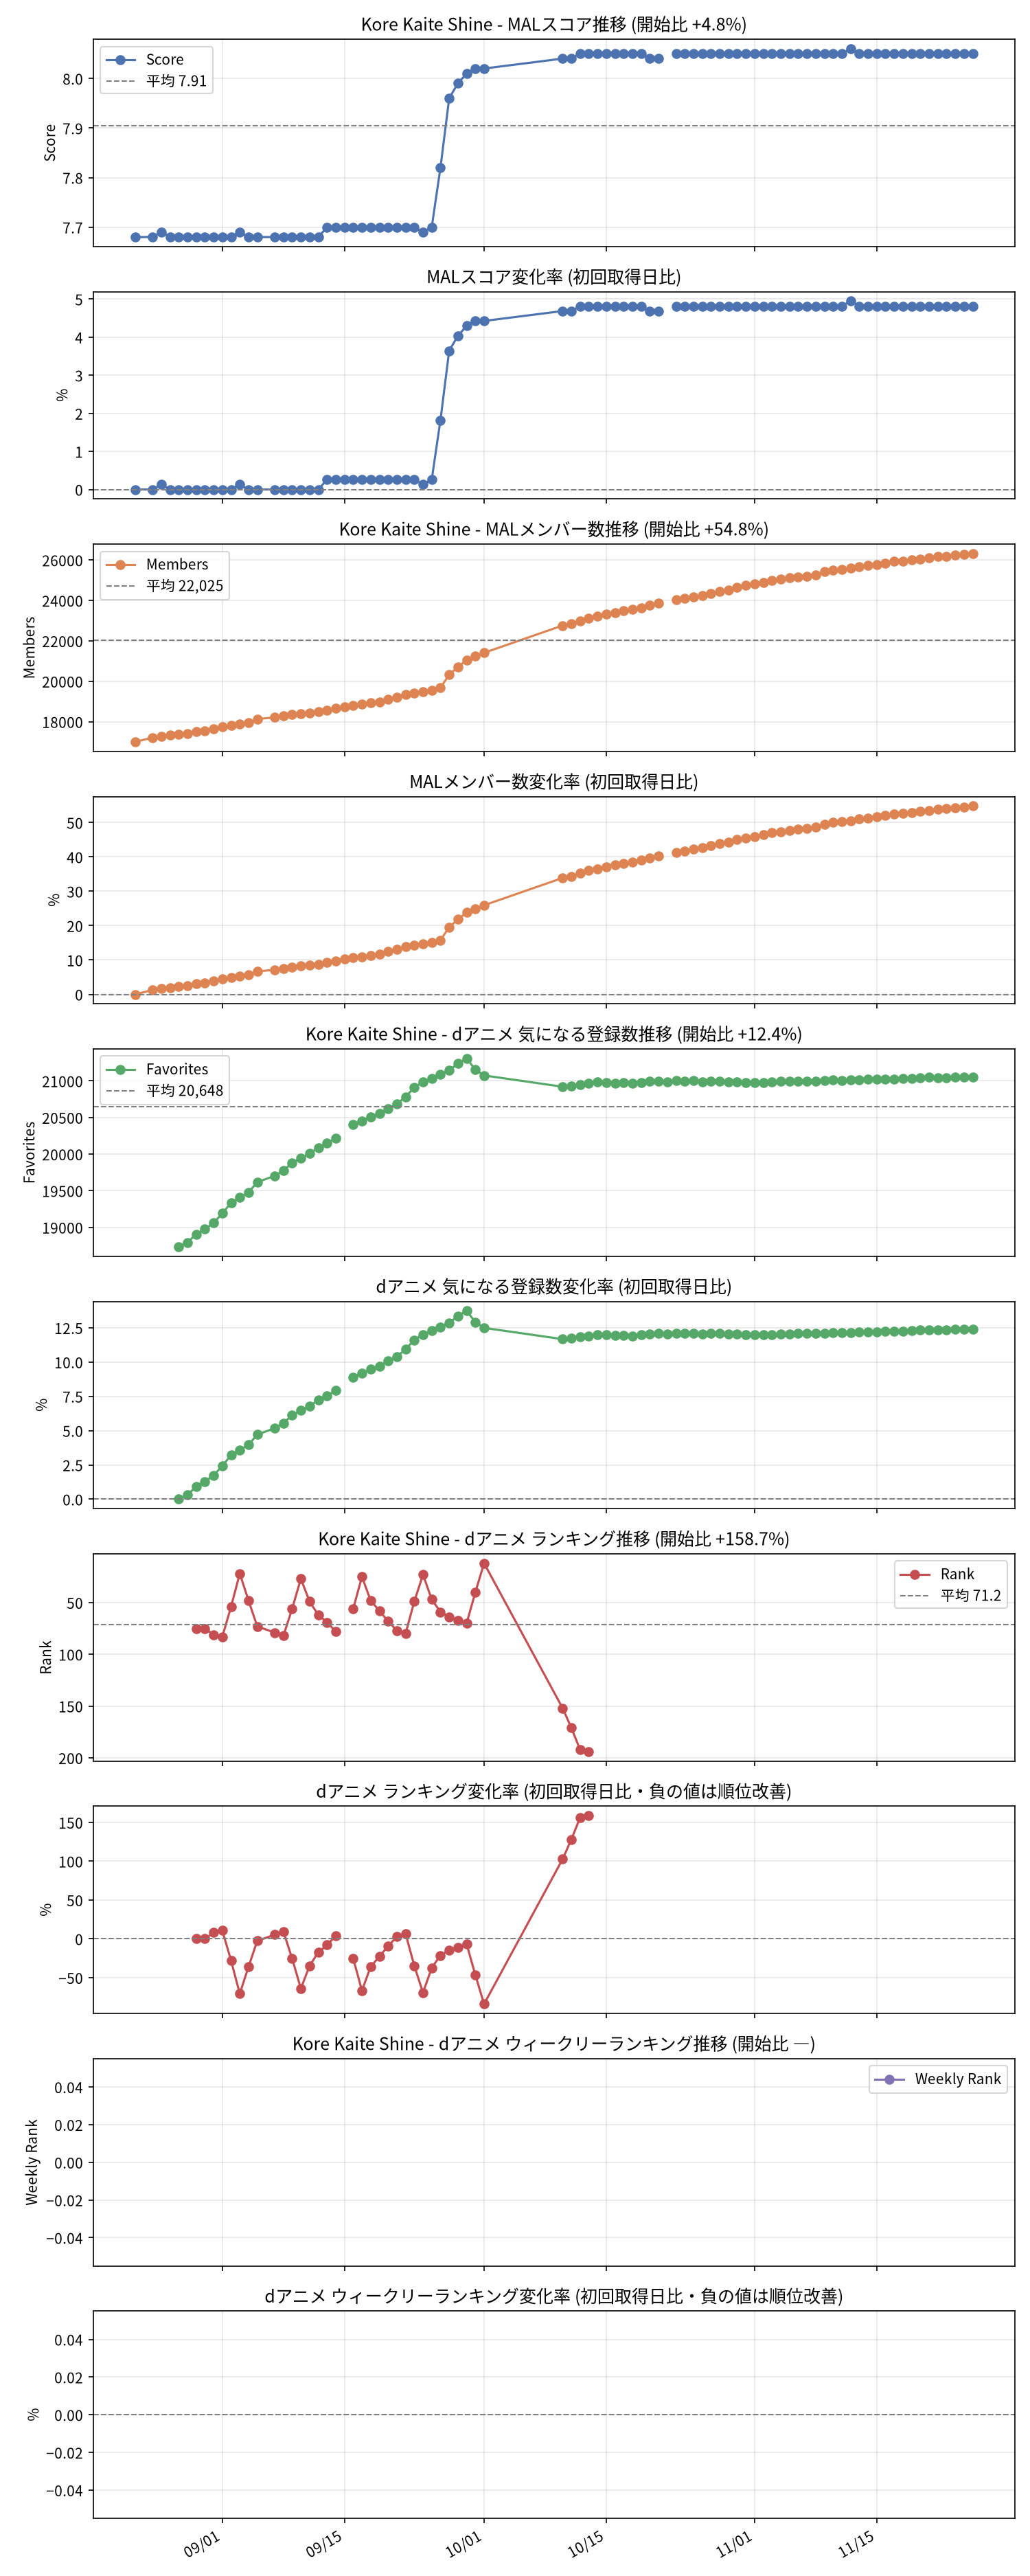 Kore Kaite Shine - MALスコア推移 (開始比 +4.8%)
Score
平均 7.91
Score
8.0
7.9
7.8
7.7
MALスコア変化率 (初回取得日比)
%
5
4
3
2
1
0
Kore Kaite Shine - MALメンバー数推移 (開始比 +54.8%)
Members
平均 22,025
Members
26000
24000
22000
20000
18000
MALメンバー数変化率 (初回取得日比)
%
50
40
30
20
10
0
Kore Kaite Shine - dアニメ 気になる登録数推移 (開始比 +12.4%)
Favorites
平均 20,648
Favorites
21000
20500
20000
19500
19000
dアニメ 気になる登録数変化率 (初回取得日比)
%
12.5
10.0
7.5
5.0
2.5
0.0
Kore Kaite Shine - dアニメ ランキング推移 (開始比 +158.7%)
Rank
平均 71.2
Rank
50
100
150
200
dアニメ ランキング変化率 (初回取得日比・負の値は順位改善)
%
150
100
50
0
−50
Kore Kaite Shine - dアニメ ウィークリーランキング推移 (開始比 —)
Weekly Rank
Weekly Rank
0.04
0.02
0.00
−0.02
−0.04
dアニメ ウィークリーランキング変化率 (初回取得日比・負の値は順位改善)
%
0.04
0.02
0.00
−0.02
−0.04
09/01
09/15
10/01
10/15
11/01
11/15